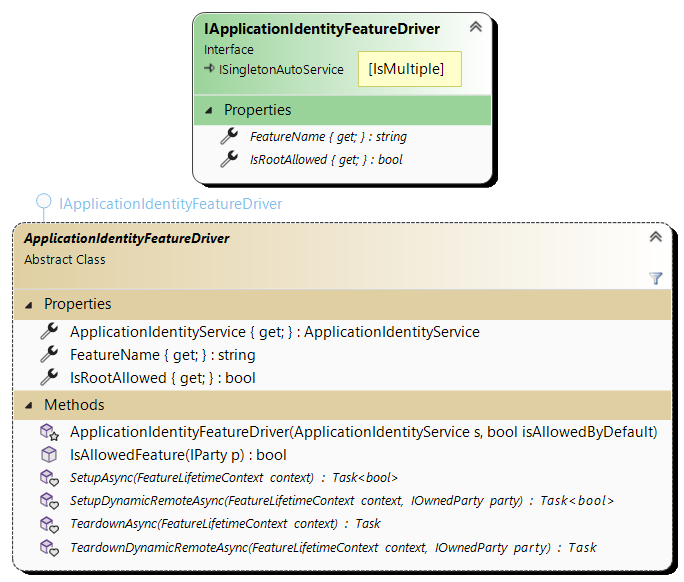 IApplicationIdentityFeatureDriver
Interface
ISingletonAutoService
[IsMultiple]
Properties
FeatureName { get; } : string
IsRootAllowed { get; } : bool
IApplicationIdentityFeatureDriver
ApplicationIdentityFeatureDriver
Abstract Class
Properties
ApplicationIdentityService { get; } : ApplicationIdentityService
FeatureName { get; } : string
IsRootAllowed { get; } : bool
Methods
ApplicationIdentityFeatureDriver(ApplicationIdentityService s, bool isAllowedByDefault)
IsAllowedFeature(IParty p) : bool
SetupAsync(FeatureLifetimeContext context) : Task<bool>
SetupDynamicRemoteAsync(FeatureLifetimeContext context, IOwnedParty party) : Task<bool>
TeardownAsync(FeatureLifetimeContext context) : Task
TeardownDynamicRemoteAsync(FeatureLifetimeContext context, IOwnedParty party) : Task